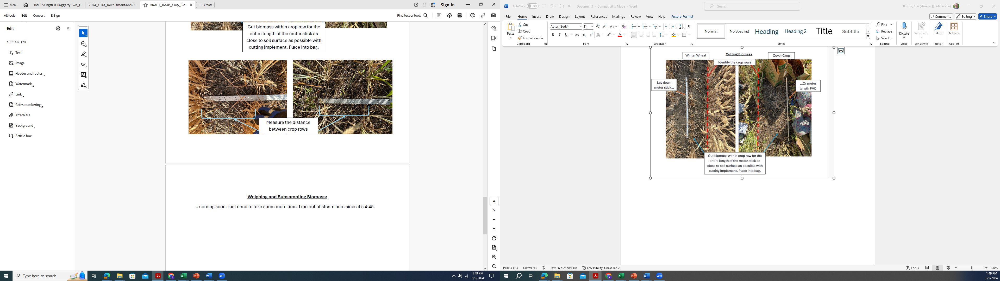 Menu
Int'l Trvl Rgstr B Haggerty Twn_J...
2024_GTM_Recruitment-and-R...
DRAFT_IAMP_Crop_Bio...
Create
Sign in
All tools
Edit
Convert
E-Sign
Find text or tools
Edit
ADD CONTENT
Text
Image
Header and footer
Watermark
Link
Bates numbering
Attach file
Background
Article box
Cut biomass within crop row for the
entire length of the meter stick as
close to soil surface as possible with
cutting implement. Place into bag.
Measure the distance
between crop rows
Weighing and Subsampling Biomass:
... coming soon. Just need to take some more time. I ran out of steam here since it's 4:45.
4
5
Type here to search
1:49 PM
8/9/2024
AutoSave
Off
Document3 - Compatibility Mode - Word
Search
Brooks, Erin (ebrooks@uidaho.edu)
File
Home
Insert
Draw
Design
Layout
References
Mailings
Review
View
Help
Picture Format
Comments
Editing
Share
Paste
Cut
Copy
Format Painter
Clipboard
Aptos (Body)
11
Font
Paragraph
Normal
No Spacing
Heading
Heading 2
Title
Subtitle
Styles
Find
Replace
Select
Editing
Dictate
Voice
Sensitivity
Sensitivity
Editor
Editor
Add-ins
Add-ins
Cutting Biomass
Winter Wheat
Cover Crop
Identify the crop rows
Lay down
meter stick...
...Or meter
length PVC
Cut biomass within crop row for the
entire length of the meter stick as
close to soil surface as possible with
cutting implement. Place into bag.
Page 3 of 3
639 words
Text Predictions: On
Accessibility: Unavailable
Focus
120%
1:49 PM
8/9/2024